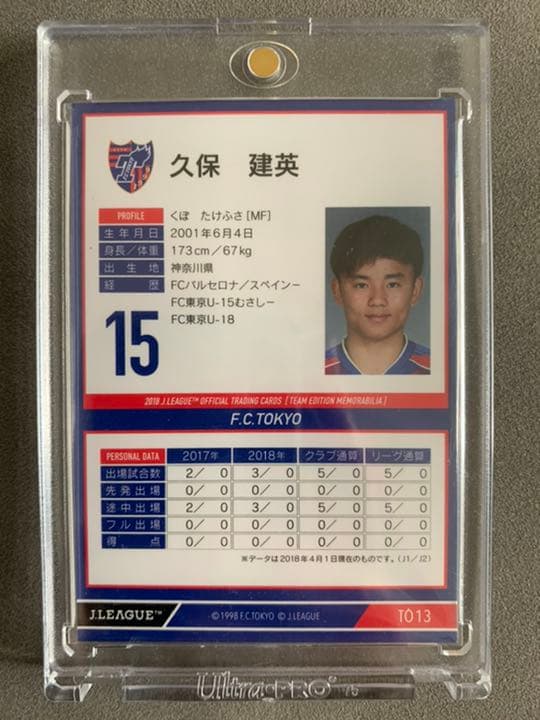 久保 建英
PROFILE くぼ たけふさ [MF]
生年月日 2001年6月4日
身長/体重 173cm/67kg
出生地 神奈川県
経歴 FCバルセロナ/スペインー
FC東京U-15むさしー
FC東京U-18
15
2018 J.LEAGUE™ OFFICIAL TRADING CARDS [TEAM EDITION MEMORABILIA]
F.C.TOKYO
PERSONAL DATA 2017年 2018年 クラブ通算 リーグ通算
出場試合数 2/ 0 3/ 0 5/ 0 5/ 0
先発出場 0/ 0 0/ 0 0/ 0 0/ 0
途中出場 2/ 0 3/ 0 5/ 0 5/ 0
フル出場 0/ 0 0/ 0 0/ 0 0/ 0
得点 0/ 0 0/ 0 0/ 0 0/ 0
※データは2018年4月1日現在のものです。(J1/J2)
J.LEAGUE™ ©1998 F.C.TOKYO © J.LEAGUE TO13
Ultra·PRO®